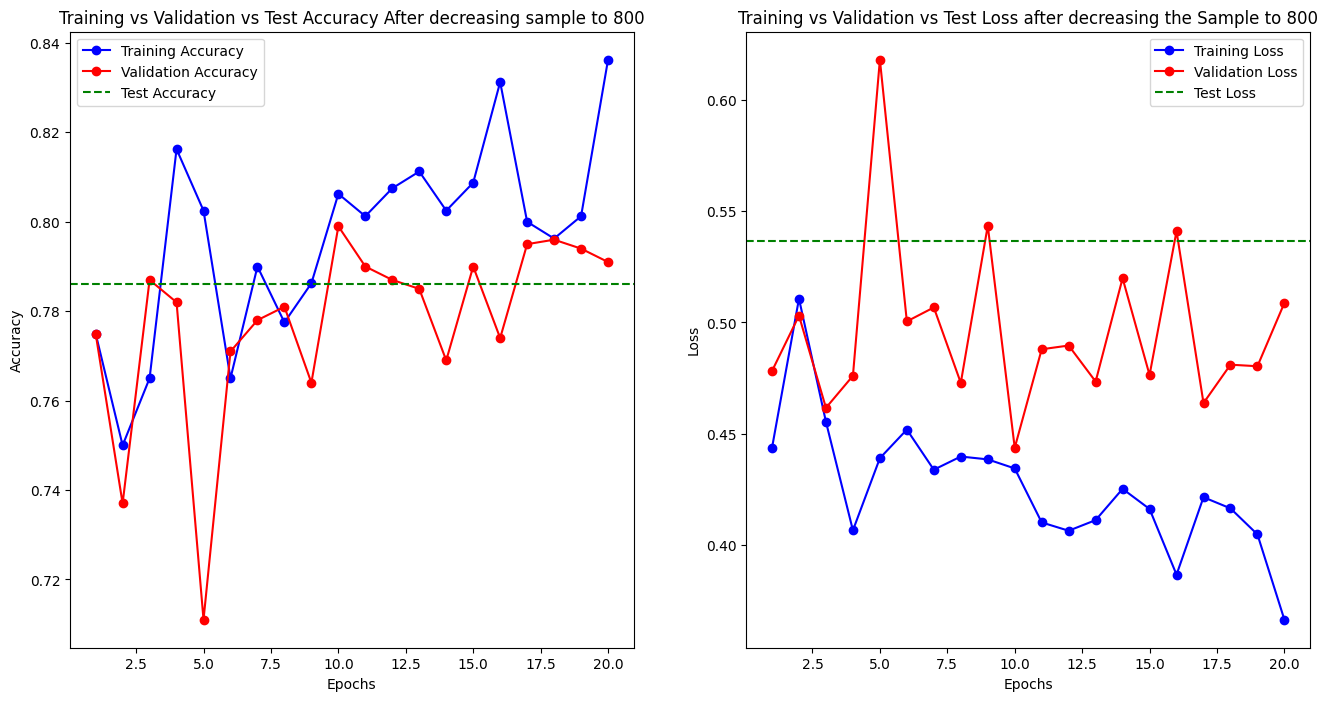 Training vs Validation vs Test Accuracy After decreasing sample to 800
Training Accuracy
Validation Accuracy
Test Accuracy
0.84
0.82
0.80
0.78
0.76
0.74
0.72
Accuracy
2.5
5.0
7.5
10.0
12.5
15.0
17.5
20.0
Epochs
Training vs Validation vs Test Loss after decreasing the Sample to 800
Training Loss
Validation Loss
Test Loss
0.60
0.55
0.50
0.45
0.40
Loss
2.5
5.0
7.5
10.0
12.5
15.0
17.5
20.0
Epochs